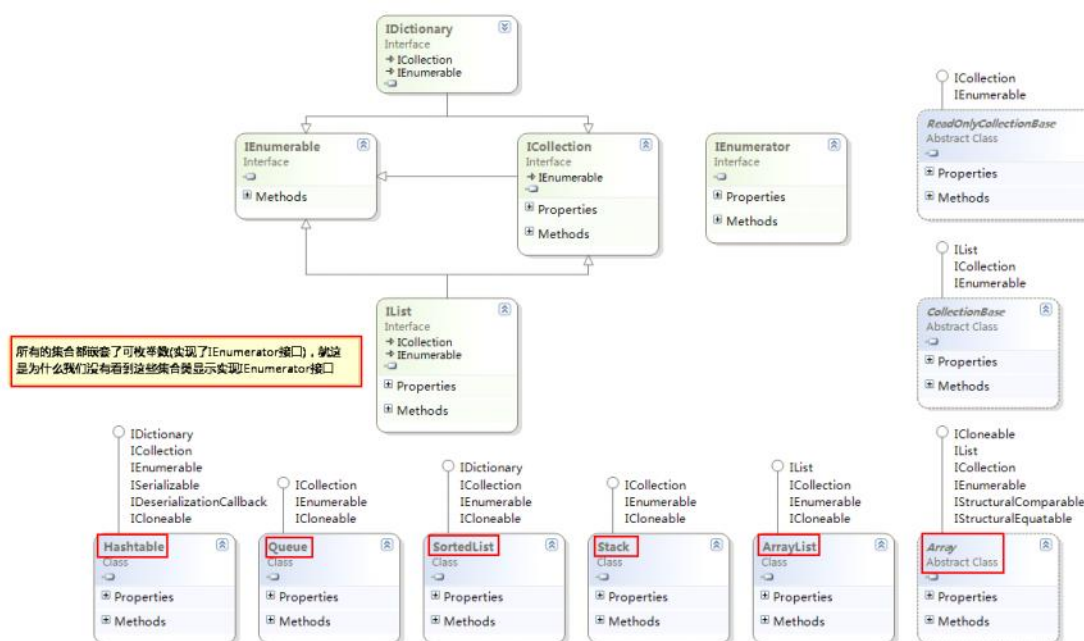 IDictionary
Interface
ICollection
IEnumerable
ICollection
IEnumerable
ReadOnlyCollectionBase
Abstract Class
Properties
Methods
IEnumerable
Interface
Methods
ICollection
Interface
IEnumerable
Properties
Methods
IEnumerator
Interface
Properties
Methods
IList
ICollection
IEnumerable
CollectionBase
Abstract Class
Properties
Methods
IList
Interface
ICollection
IEnumerable
Properties
Methods
所有的集合都嵌套了可枚举数(实现了IEnumerator接口)，就这
是为什么我们没有看到这些集合类显示实现IEnumerator接口
IDictionary
ICollection
IEnumerable
ISerializable
IDeserializationCallback
ICloneable
Hashtable
Class
Properties
Methods
ICollection
IEnumerable
ICloneable
Queue
Class
Properties
Methods
IDictionary
ICollection
IEnumerable
ICloneable
SortedList
Class
Properties
Methods
ICollection
IEnumerable
ICloneable
Stack
Class
Properties
Methods
IList
ICollection
IEnumerable
ICloneable
ArrayList
Class
Properties
Methods
ICloneable
IList
ICollection
IEnumerable
IStructuralComparable
IStructuralEquatable
Array
Abstract Class
Properties
Methods